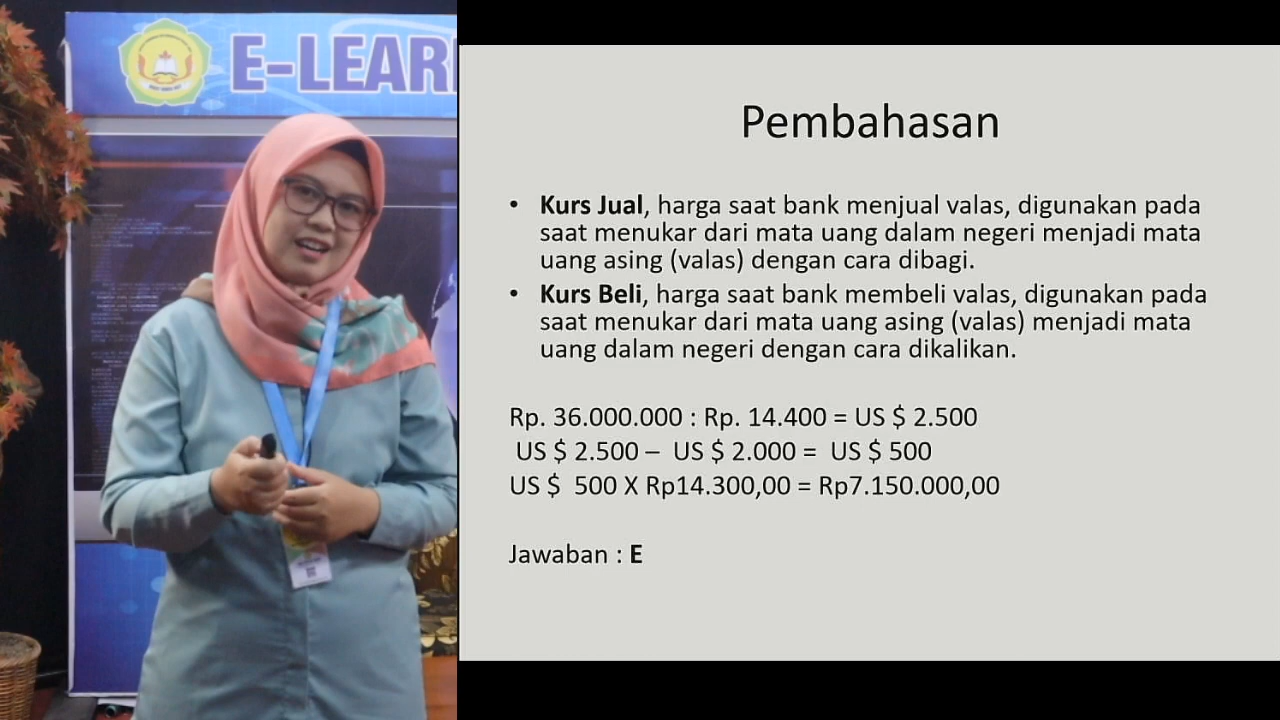 E-LEAR
Pembahasan
• Kurs Jual, harga saat bank menjual valas, digunakan pada
saat menukar dari mata uang dalam negeri menjadi mata
uang asing (valas) dengan cara dibagi.
• Kurs Beli, harga saat bank membeli valas, digunakan pada
saat menukar dari mata uang asing (valas) menjadi mata
uang dalam negeri dengan cara dikalikan.
Rp. 36.000.000 : Rp. 14.400 = US $ 2.500
US $ 2.500 – US $ 2.000 = US $ 500
US $ 500 X Rp14.300,00 = Rp7.150.000,00
Jawaban : E